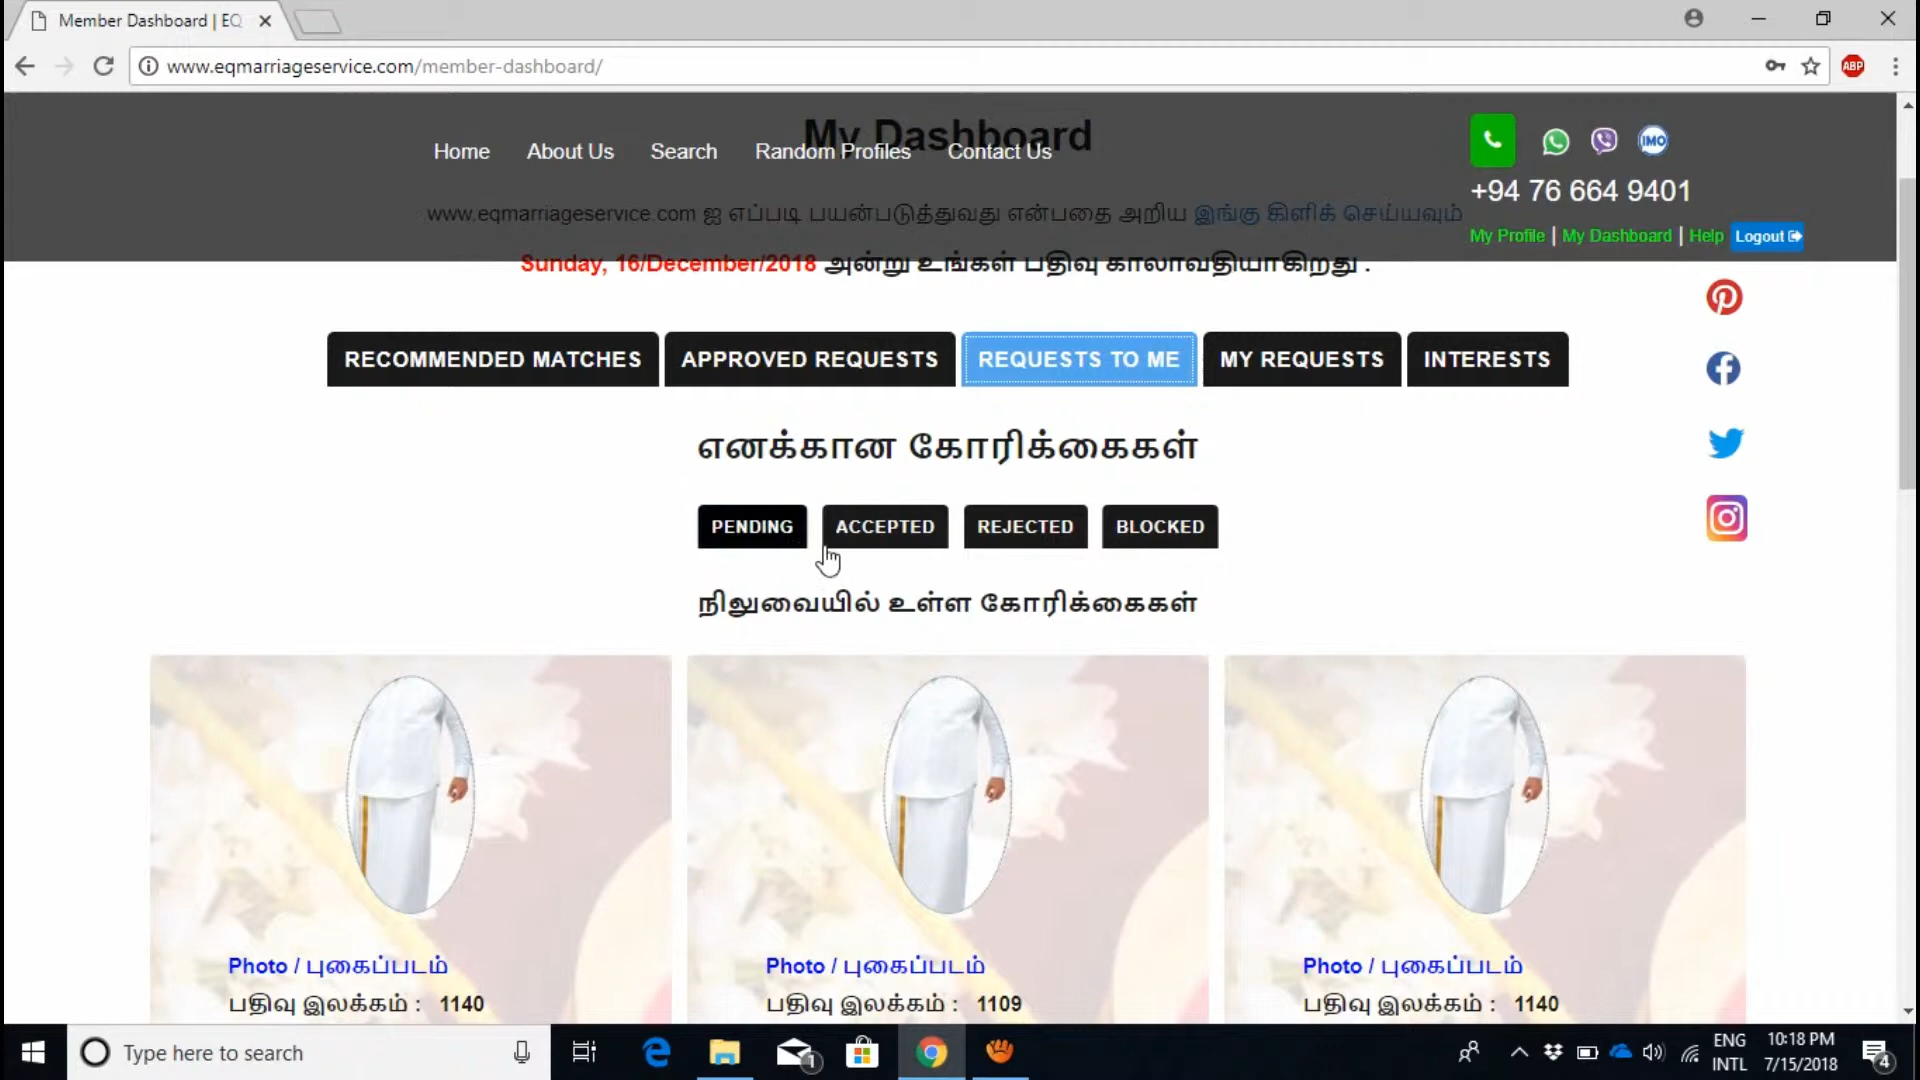 Member Dashboard | EQ
www.eqmarriageservice.com/member-dashboard/
ABP
My Dashboard
Home About Us Search Random Profiles Contact Us
IMO
+94 76 664 9401
www.eqmarriageservice.com ஐ எப்படி பயன்படுத்துவது என்பதை அறிய இங்கு கிளிக் செய்யவும்
My Profile | My Dashboard | Help Logout
Sunday, 16/December/2018 அன்று உங்கள் பதிவு காலாவதியாகிறது .
RECOMMENDED MATCHES APPROVED REQUESTS REQUESTS TO ME MY REQUESTS INTERESTS
எனக்கான கோரிக்கைகள்
PENDING ACCEPTED REJECTED BLOCKED
நிலுவையில் உள்ள கோரிக்கைகள்
Photo / புகைப்படம் Photo / புகைப்படம் Photo / புகைப்படம்
பதிவு இலக்கம் : 1140 பதிவு இலக்கம் : 1109 பதிவு இலக்கம் : 1140
Type here to search
1
ENG
INTL
10:18 PM
7/15/2018
4